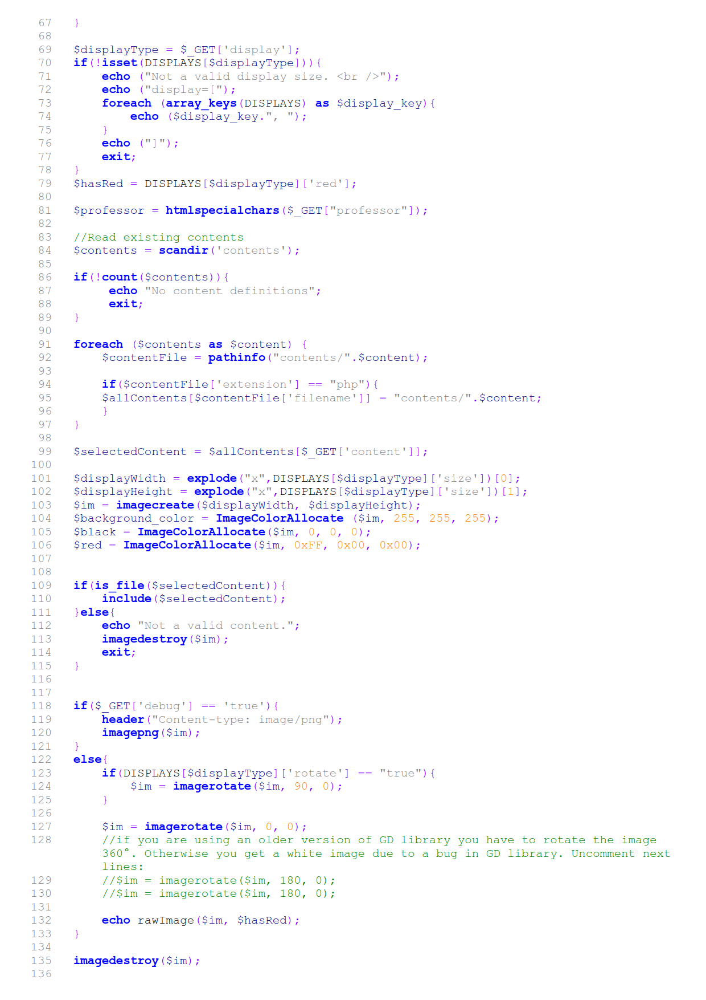 67 }
68
69 $displayType = $_GET['display'];
70 if(!isset(DISPLAYS[$displayType])){
71     echo ("Not a valid display size. <br />");
72     echo ("display=[");
73     foreach (array_keys(DISPLAYS) as $display_key){
74         echo ($display_key.", ");
75     }
76     echo ("]");
77     exit;
78 }
79 $hasRed = DISPLAYS[$displayType]['red'];
80
81 $professor = htmlspecialchars($_GET["professor"]);
82
83 //Read existing contents
84 $contents = scandir('contents');
85
86 if(!count($contents)){
87      echo "No content definitions";
88      exit;
89 }
90
91 foreach ($contents as $content) {
92     $contentFile = pathinfo("contents/".$content);
93
94     if($contentFile['extension'] == "php"){
95     $allContents[$contentFile['filename']] = "contents/".$content;
96     }
97 }
98
99 $selectedContent = $allContents[$_GET['content']];
100
101 $displayWidth = explode("x",DISPLAYS[$displayType]['size'])[0];
102 $displayHeight = explode("x",DISPLAYS[$displayType]['size'])[1];
103 $im = imagecreate($displayWidth, $displayHeight);
104 $background_color = ImageColorAllocate ($im, 255, 255, 255);
105 $black = ImageColorAllocate($im, 0, 0, 0);
106 $red = ImageColorAllocate($im, 0xFF, 0x00, 0x00);
107
108
109 if(is_file($selectedContent)){
110     include($selectedContent);
111 }else{
112     echo "Not a valid content.";
113     imagedestroy($im);
114     exit;
115 }
116
117
118 if($_GET['debug'] == 'true'){
119     header("Content-type: image/png");
120     imagepng($im);
121 }
122 else{
123     if(DISPLAYS[$displayType]['rotate'] == "true"){
124         $im = imagerotate($im, 90, 0);
125     }
126
127     $im = imagerotate($im, 0, 0);
128     //if you are using an older version of GD library you have to rotate the image
    360°. Otherwise you get a white image due to a bug in GD library. Uncomment next
    lines:
129     //$im = imagerotate($im, 180, 0);
130     //$im = imagerotate($im, 180, 0);
131
132     echo rawImage($im, $hasRed);
133 }
134
135 imagedestroy($im);
136